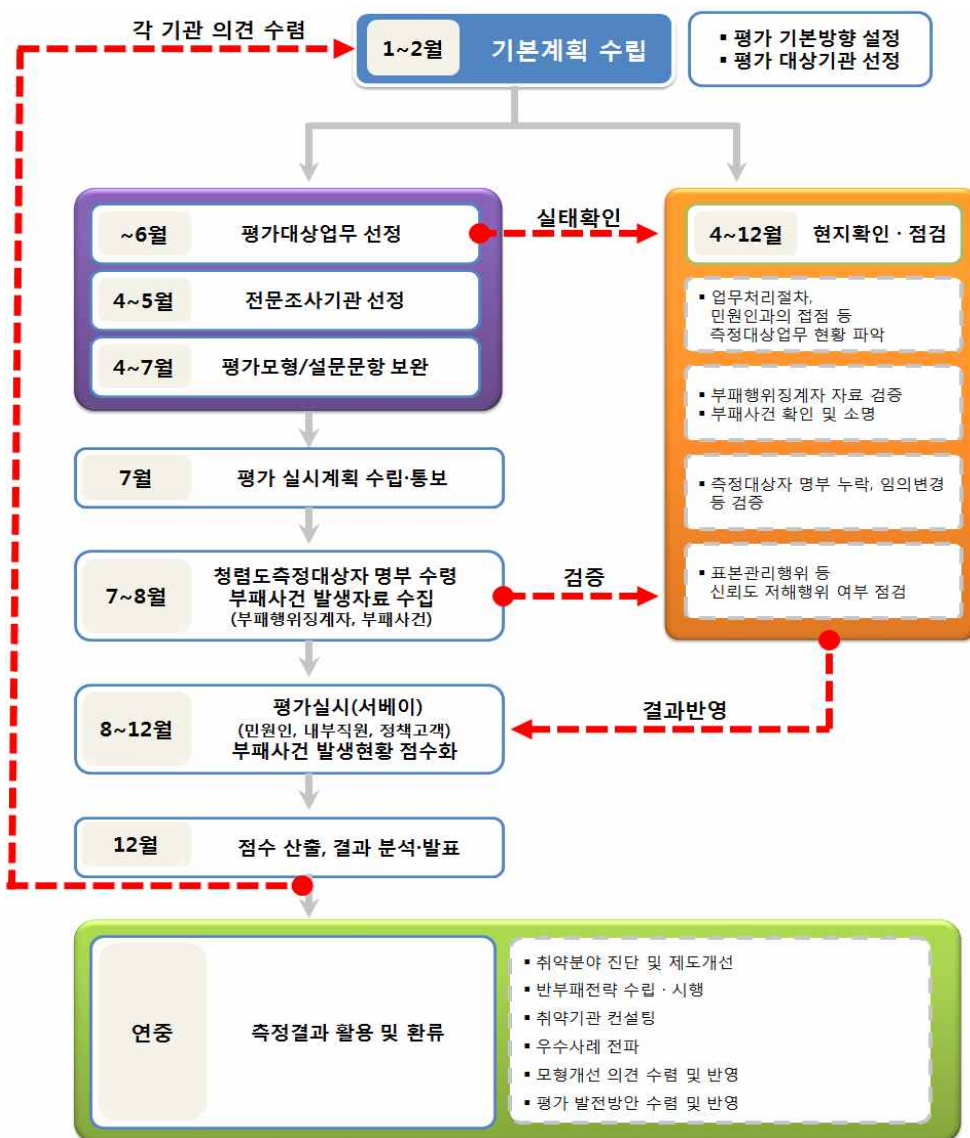 각 기관 의견 수렴
1~2월 기본계획 수립
▪ 평가 기본방향 설정
▪ 평가 대상기관 선정
~6월 평가대상업무 선정
실태확인
4~12월 현지확인 · 점검
4~5월 전문조사기관 선정
4~7월 평가모형/설문문항 보완
▪ 업무처리절차,
민원인과의 접점 등
측정대상업무 현황 파악
▪ 부패행위징계자 자료 검증
▪ 부패사건 확인 및 소명
▪ 측정대상자 명부 누락, 임의변경
등 검증
▪ 표본관리행위 등
신뢰도 저해행위 여부 점검
7월 평가 실시계획 수립·통보
7~8월
청렴도측정대상자 명부 수령
부패사건 발생자료 수집
(부패행위징계자, 부패사건)
검증
8~12월
평가실시(서베이)
(민원인, 내부직원, 정책고객)
부패사건 발생현황 점수화
결과반영
12월 점수 산출, 결과 분석·발표
연중 측정결과 활용 및 환류
▪ 취약분야 진단 및 제도개선
▪ 반부패전략 수립 · 시행
▪ 취약기관 컨설팅
▪ 우수사례 전파
▪ 모형개선 의견 수렴 및 반영
▪ 평가 발전방안 수렴 및 반영